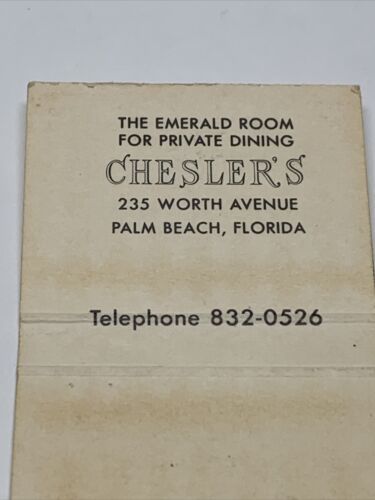 THE EMERALD ROOM
FOR PRIVATE DINING
CHESLER'S
235 WORTH AVENUE
PALM BEACH, FLORIDA
Telephone 832-0526